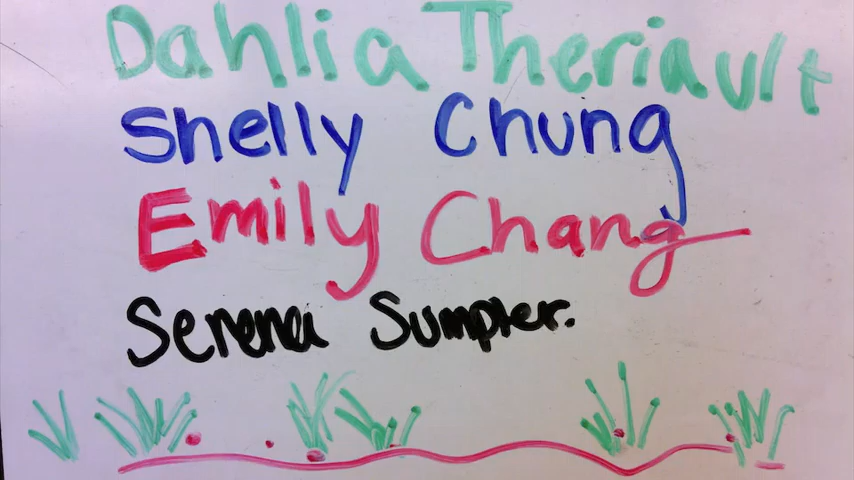 Dahlia Theriault
Shelly Chung
Emily Chang
Serena Sumpter.